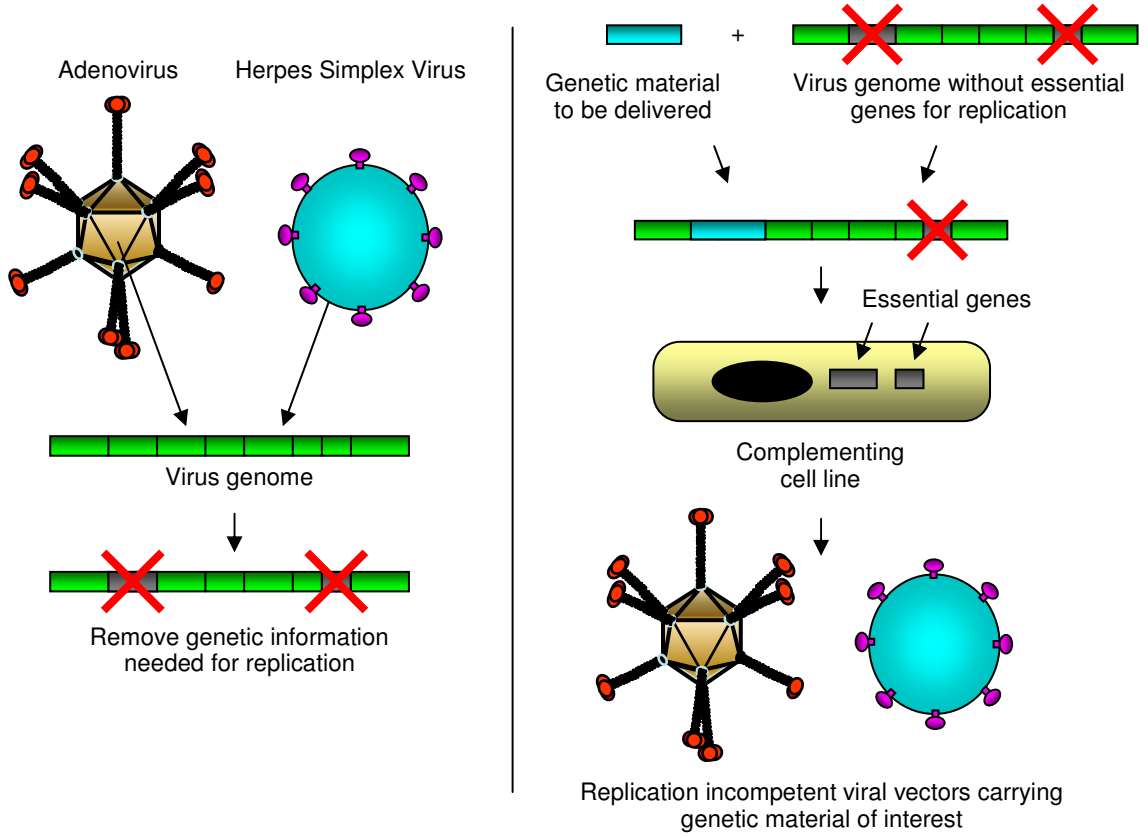 Adenovirus
Herpes Simplex Virus
Virus genome
Remove genetic information
needed for replication
+
Genetic material
to be delivered
Virus genome without essential
genes for replication
Essential genes
Complementing
cell line
Replication incompetent viral vectors carrying
genetic material of interest